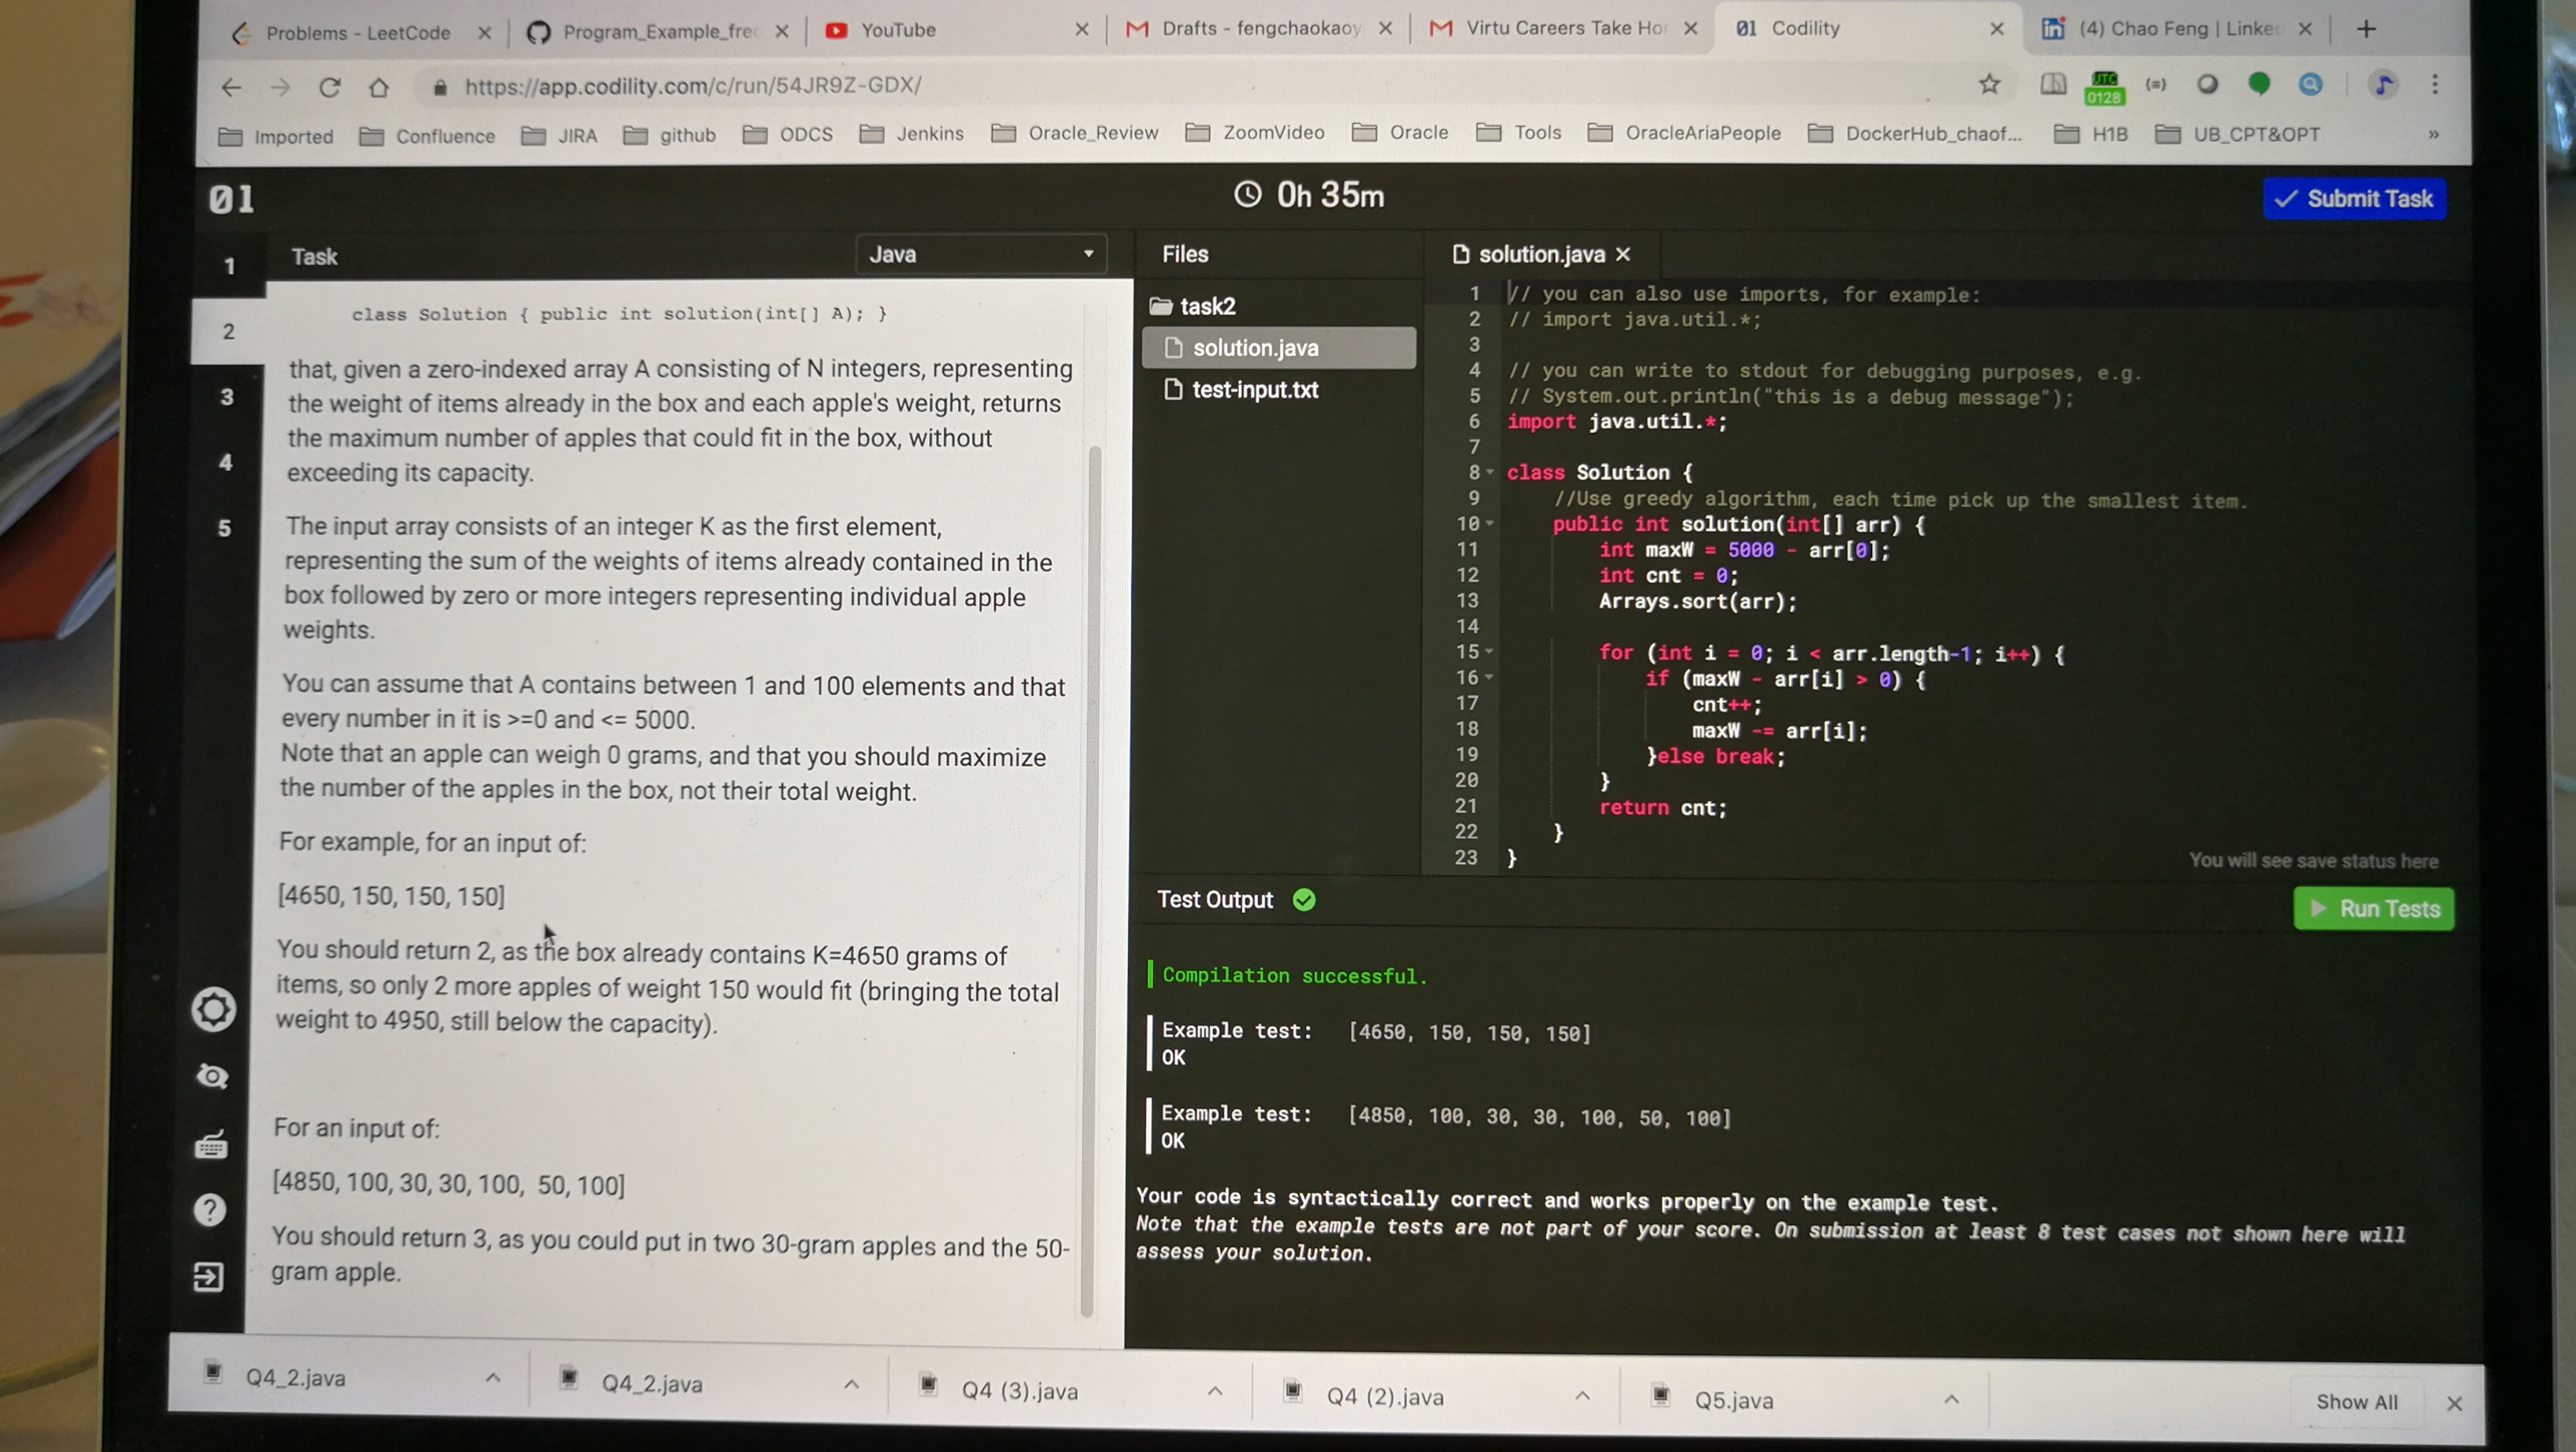 Problems - LeetCode
Program_Example_frec
YouTube
Drafts - fengchaokaoy
Virtu Careers Take Hor
01 Codility
(4) Chao Feng | Linked
https://app.codility.com/c/run/54JR9Z-GDX/
UTC
0128
Imported
Confluence
JIRA
github
ODCS
Jenkins
Oracle_Review
ZoomVideo
Oracle
Tools
OracleAriaPeople
DockerHub_chaof...
H1B
UB_CPT&OPT
»
01
0h 35m
Submit Task
1
2
3
4
5
Task
Java
class Solution { public int solution(int[] A); }
that, given a zero-indexed array A consisting of N integers, representing
the weight of items already in the box and each apple's weight, returns
the maximum number of apples that could fit in the box, without
exceeding its capacity.
The input array consists of an integer K as the first element,
representing the sum of the weights of items already contained in the
box followed by zero or more integers representing individual apple
weights.
You can assume that A contains between 1 and 100 elements and that
every number in it is >=0 and <= 5000.
Note that an apple can weigh 0 grams, and that you should maximize
the number of the apples in the box, not their total weight.
For example, for an input of:
[4650, 150, 150, 150]
You should return 2, as the box already contains K=4650 grams of
items, so only 2 more apples of weight 150 would fit (bringing the total
weight to 4950, still below the capacity).
For an input of:
[4850, 100, 30, 30, 100,  50, 100]
You should return 3, as you could put in two 30-gram apples and the 50-
gram apple.
Files
task2
solution.java
test-input.txt
solution.java
1 // you can also use imports, for example:
2 // import java.util.*;
3
4 // you can write to stdout for debugging purposes, e.g.
5 // System.out.println("this is a debug message");
6 import java.util.*;
7
8 class Solution {
9 //Use greedy algorithm, each time pick up the smallest item.
10 public int solution(int[] arr) {
11 int maxW = 5000 - arr[0];
12 int cnt = 0;
13 Arrays.sort(arr);
14
15 for (int i = 0; i < arr.length-1; i++) {
16 if (maxW - arr[i] > 0) {
17 cnt++;
18 maxW -= arr[i];
19 }else break;
20 }
21 return cnt;
22 }
23 }
You will see save status here
Test Output
Run Tests
Compilation successful.
Example test: [4650, 150, 150, 150]
OK
Example test: [4850, 100, 30, 30, 100, 50, 100]
OK
Your code is syntactically correct and works properly on the example test.
Note that the example tests are not part of your score. On submission at least 8 test cases not shown here will
assess your solution.
Q4_2.java
Q4_2.java
Q4 (3).java
Q4 (2).java
Q5.java
Show All